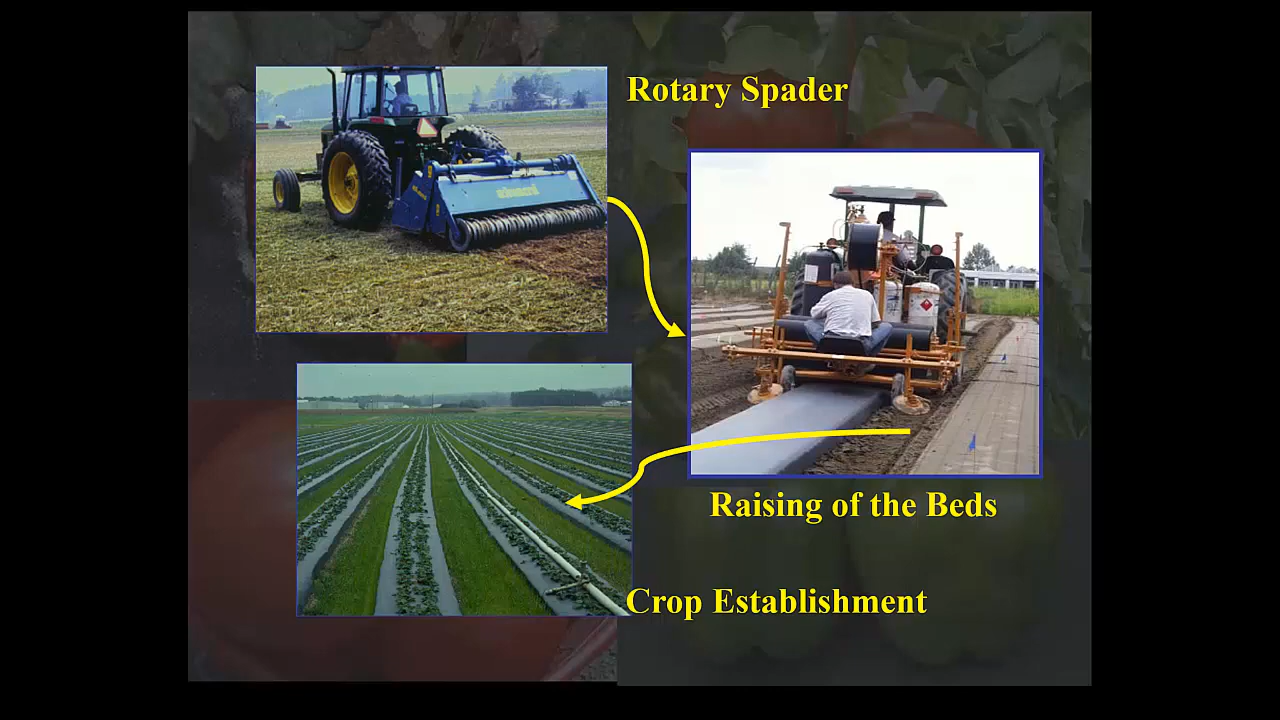 Rotary Spader
Raising of the Beds
Crop Establishment